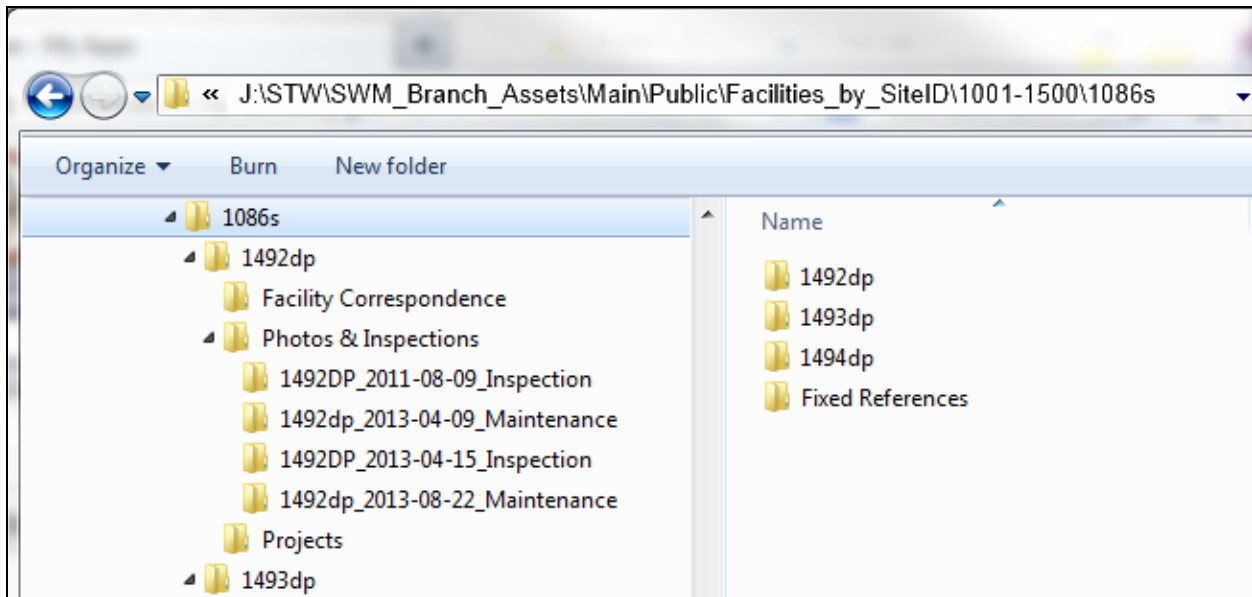 « J:\STW\SWM_Branch_Assets\Main\Public\Facilities_by_SiteID\1001-1500\1086s
Organize Burn New folder
1086s
1492dp
Facility Correspondence
Photos & Inspections
1492DP_2011-08-09_Inspection
1492dp_2013-04-09_Maintenance
1492DP_2013-04-15_Inspection
1492dp_2013-08-22_Maintenance
Projects
1493dp
Name
1492dp
1493dp
1494dp
Fixed References